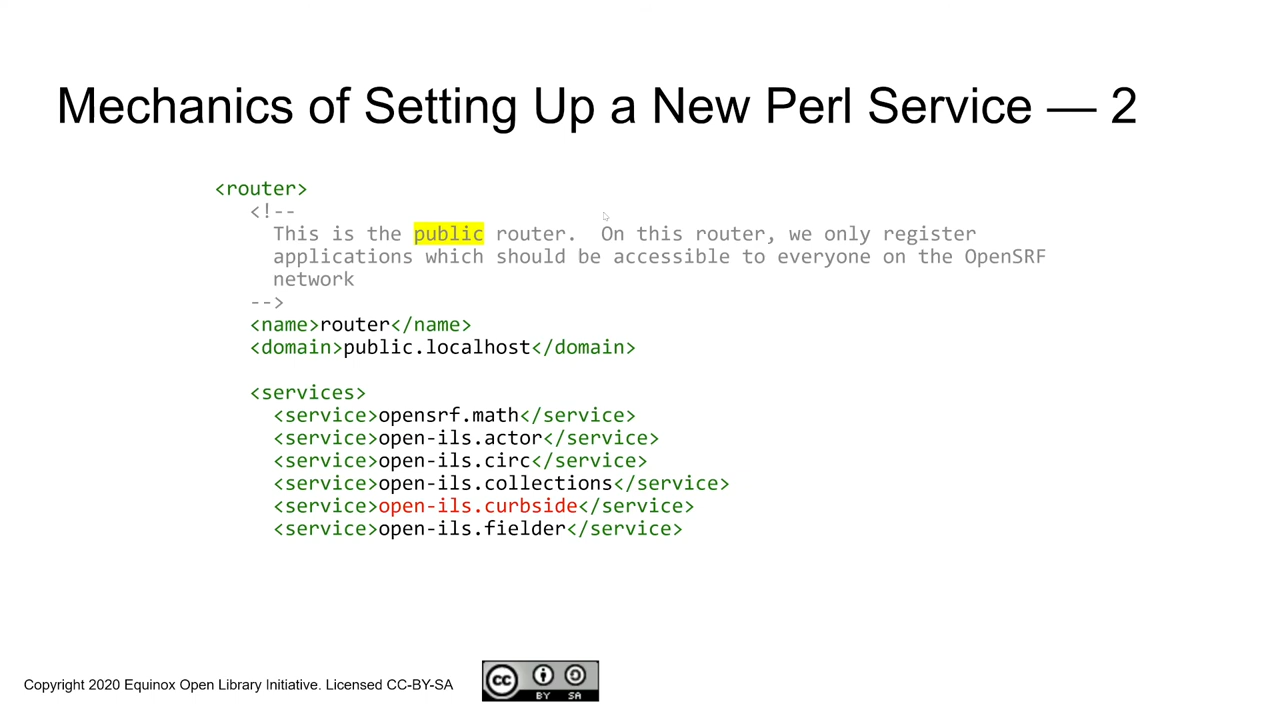 Mechanics of Setting Up a New Perl Service — 2
<router>
<!--
This is the public router.  On this router, we only register
applications which should be accessible to everyone on the OpenSRF
network
-->
<name>router</name>
<domain>public.localhost</domain>
<services>
<service>opensrf.math</service>
<service>open-ils.actor</service>
<service>open-ils.circ</service>
<service>open-ils.collections</service>
<service>open-ils.curbside</service>
<service>open-ils.fielder</service>
Copyright 2020 Equinox Open Library Initiative. Licensed CC-BY-SA
cc BY SA